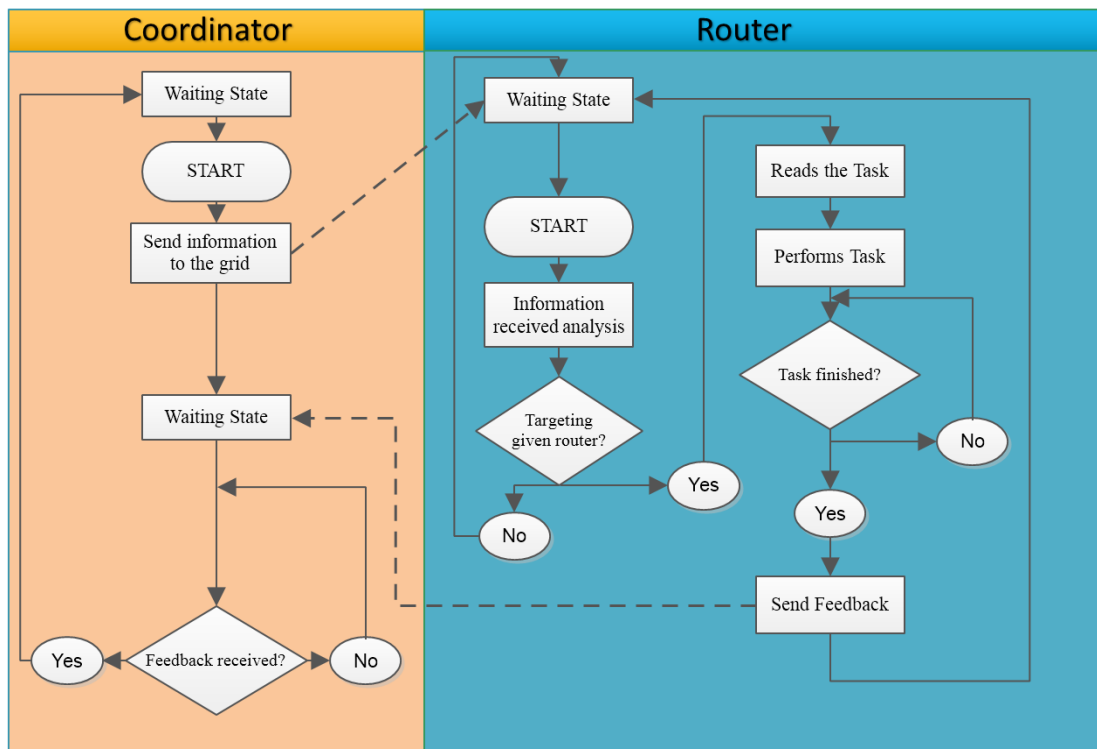 Coordinator
Waiting State
START
Send information
to the grid
Waiting State
Feedback received?
Yes
No
Router
Waiting State
START
Information
received analysis
Targeting
given router?
No
Yes
Reads the Task
Performs Task
Task finished?
No
Yes
Send Feedback